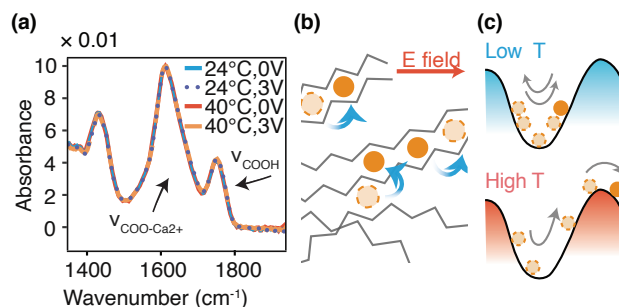 (a)
× 0.01
10
8
6
4
2
0
Absorbance
24°C,0V
24°C,3V
40°C,0V
40°C,3V
νCOOH
νCOO-Ca2+
1400 1600 1800
Wavenumber (cm-1)
(b)
E field
(c)
Low T
High T